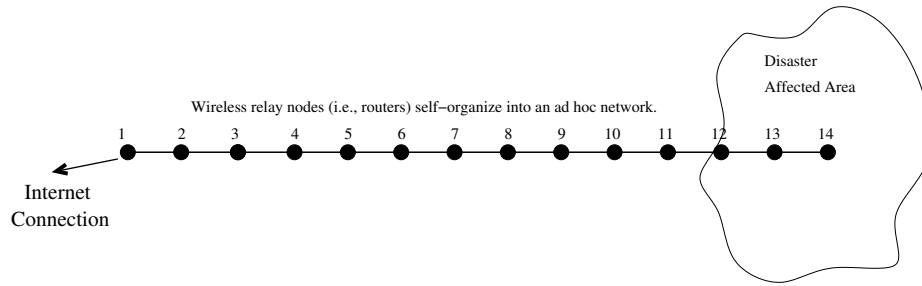 Disaster
Affected Area
Wireless relay nodes (i.e., routers) self−organize into an ad hoc network.
1 2 3 4 5 6 7 8 9 10 11 12 13 14
Internet
Connection